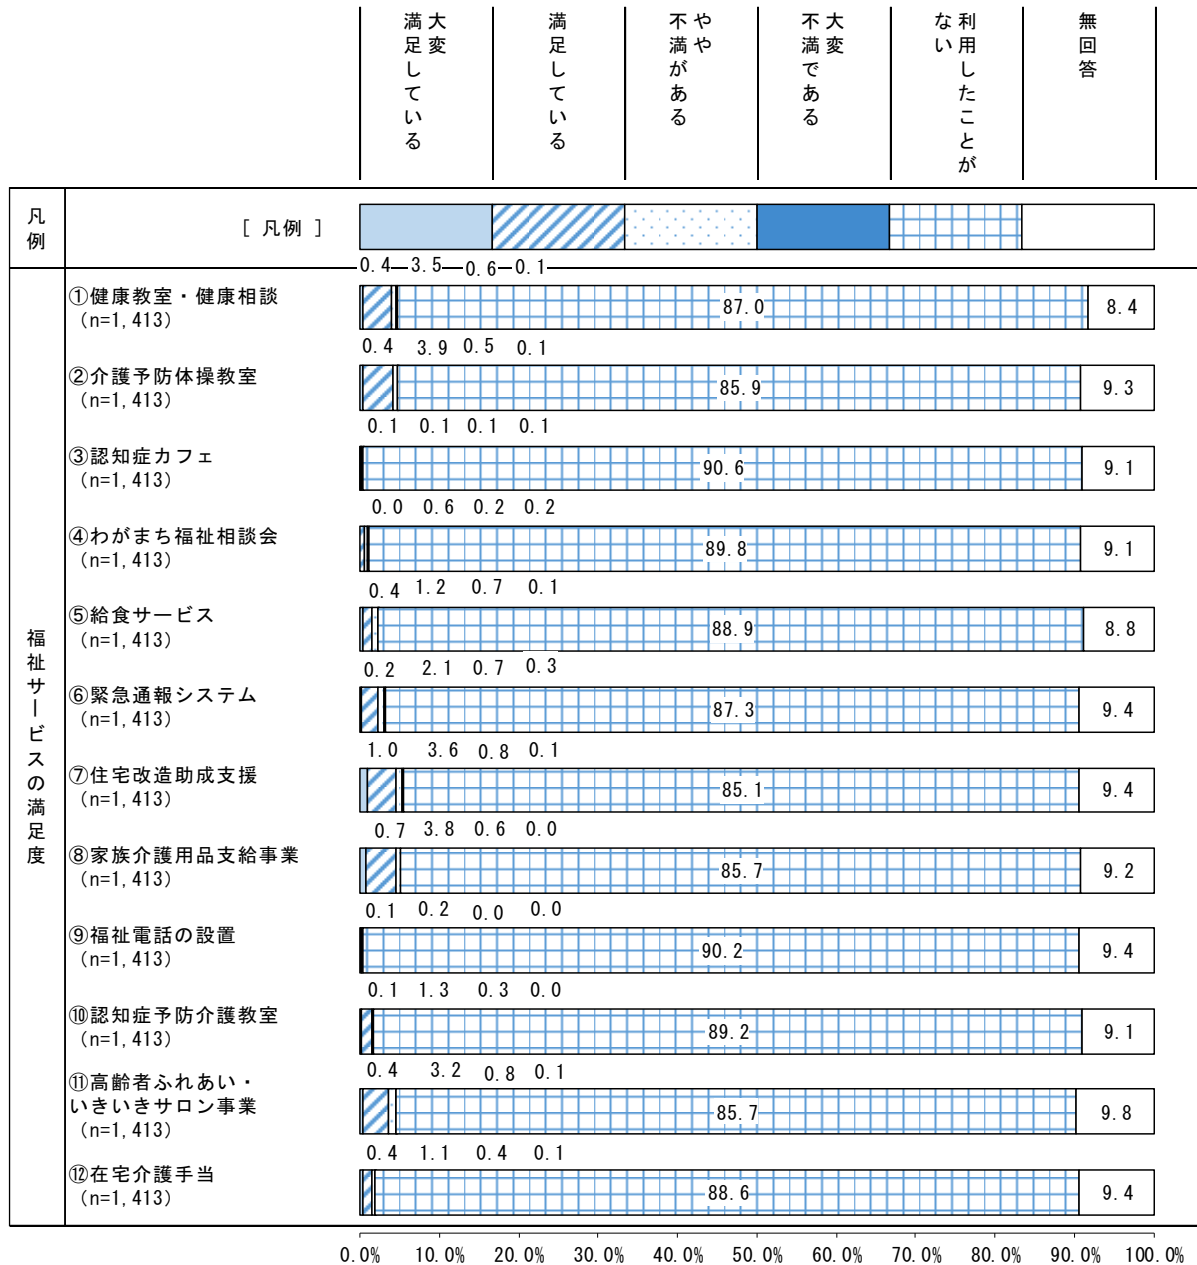 大変
満足している
満足している
やや
不満がある
大変
不満である
利用したことが
ない
無回答
凡例
[ 凡例 ]
0.4 3.5 0.6 0.1
福祉サービスの満足度
①健康教室・健康相談
(n=1,413)
87.0 8.4
0.4 3.9 0.5 0.1
②介護予防体操教室
(n=1,413)
85.9 9.3
0.1 0.1 0.1 0.1
③認知症カフェ
(n=1,413)
90.6 9.1
0.0 0.6 0.2 0.2
④わがまち福祉相談会
(n=1,413)
89.8 9.1
0.4 1.2 0.7 0.1
⑤給食サービス
(n=1,413)
88.9 8.8
0.2 2.1 0.7 0.3
⑥緊急通報システム
(n=1,413)
87.3 9.4
1.0 3.6 0.8 0.1
⑦住宅改造助成支援
(n=1,413)
85.1 9.4
0.7 3.8 0.6 0.0
⑧家族介護用品支給事業
(n=1,413)
85.7 9.2
0.1 0.2 0.0 0.0
⑨福祉電話の設置
(n=1,413)
90.2 9.4
0.1 1.3 0.3 0.0
⑩認知症予防介護教室
(n=1,413)
89.2 9.1
0.4 3.2 0.8 0.1
⑪高齢者ふれあい・
いきいきサロン事業
(n=1,413)
85.7 9.8
0.4 1.1 0.4 0.1
⑫在宅介護手当
(n=1,413)
88.6 9.4
0.0% 10.0% 20.0% 30.0% 40.0% 50.0% 60.0% 70.0% 80.0% 90.0% 100.0%